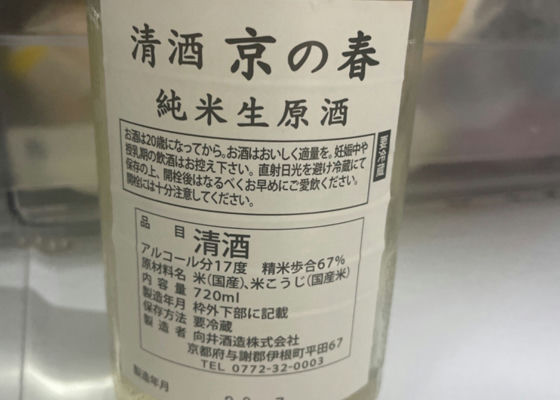 清酒 京の春
純米生原酒
お酒は20歳になってから。お酒はおいしく適量を。妊娠中や
授乳期の飲酒はお控え下さい。直射日光を避け冷蔵にて
保存の上、開栓後はなるべくお早めにご愛飲ください。
開栓には十分注意してください。
要冷蔵
品目 清酒
アルコール分17度 精米歩合67%
原材料名 米(国産)、米こうじ(国産米)
内容量 720ml
製造年月 枠外下部に記載
保存方法 要冷蔵
製造者 向井酒造株式会社
京都府与謝郡伊根町平田67
TEL 0772-32-0003
製造年月